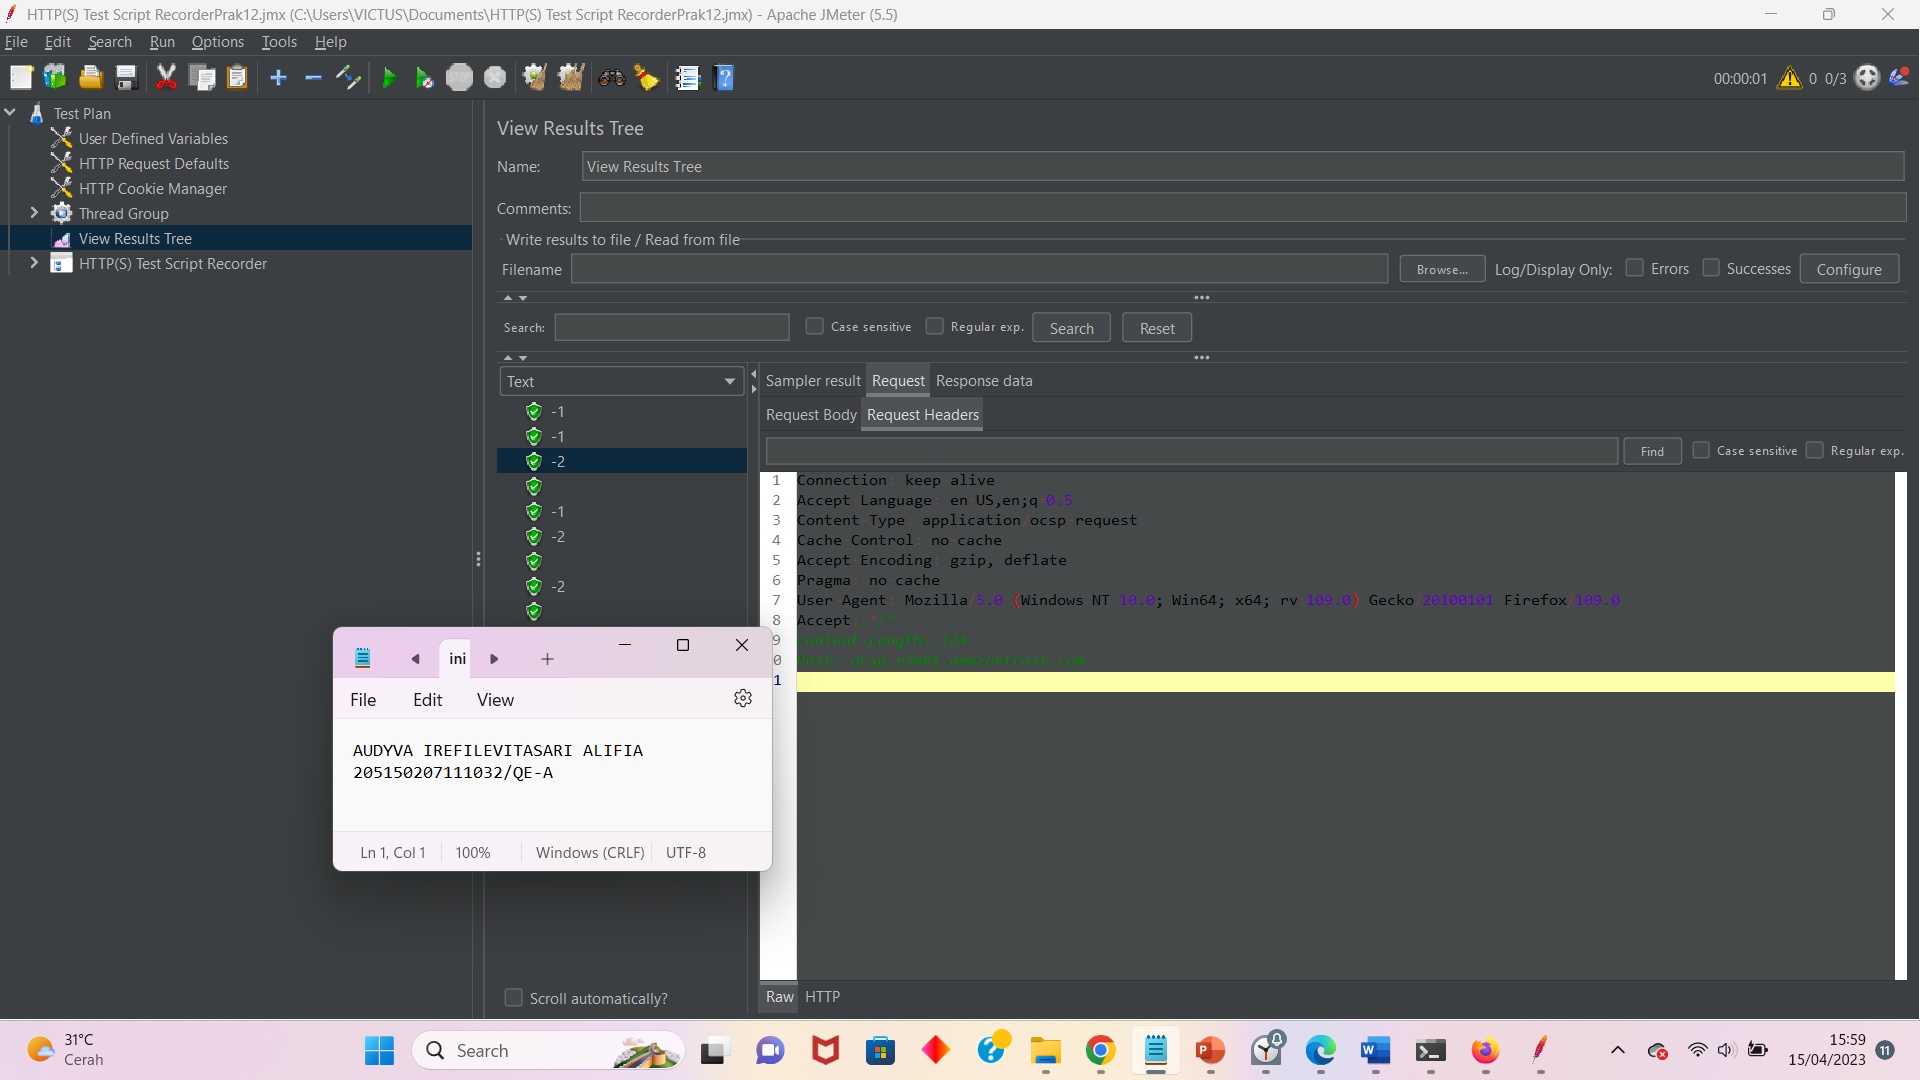 HTTP(S) Test Script RecorderPrak12.jmx (C:\Users\VICTUS\Documents\HTTP(S) Test Script RecorderPrak12.jmx) - Apache JMeter (5.5)
File Edit Search Run Options Tools Help
00:00:01 0 0/3
Test Plan
User Defined Variables
HTTP Request Defaults
HTTP Cookie Manager
Thread Group
View Results Tree
HTTP(S) Test Script Recorder
View Results Tree
Name: View Results Tree
Comments:
Write results to file / Read from file
Filename Browse... Log/Display Only: Errors Successes Configure
Search: Case sensitive Regular exp. Search Reset
Text
-1
-1
-2
-1
-2
-2
Scroll automatically?
Sampler result Request Response data
Request Body Request Headers
Find Case sensitive Regular exp.
1 Connection: keep-alive
2 Accept-Language: en-US,en;q=0.5
3 Content-Type: application/ocsp-request
4 Cache-Control: no-cache
5 Accept-Encoding: gzip, deflate
6 Pragma: no-cache
7 User-Agent: Mozilla/5.0 (Windows NT 10.0; Win64; x64; rv:109.0) Gecko/20100101 Firefox/109.0
8 Accept: */*
9 Content-Length:
0 Host:
1
Raw HTTP
ini
File Edit View
AUDYVA IREFILEVITASARI ALIFIA
205150207111032/QE-A
Ln 1, Col 1 100% Windows (CRLF) UTF-8
31°C
Cerah
Search
15:59
15/04/2023
11